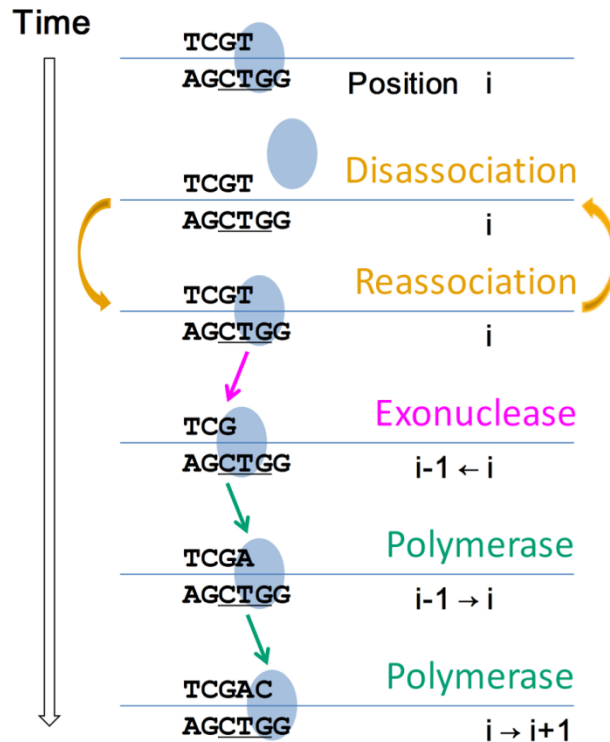 Time
TCGT
AGCTGG Position i
TCGT Disassociation
AGCTGG i
TCGT Reassociation
AGCTGG i
TCG Exonuclease
AGCTGG i-1 ← i
TCGA Polymerase
AGCTGG i-1 → i
TCGAC Polymerase
AGCTGG i → i+1